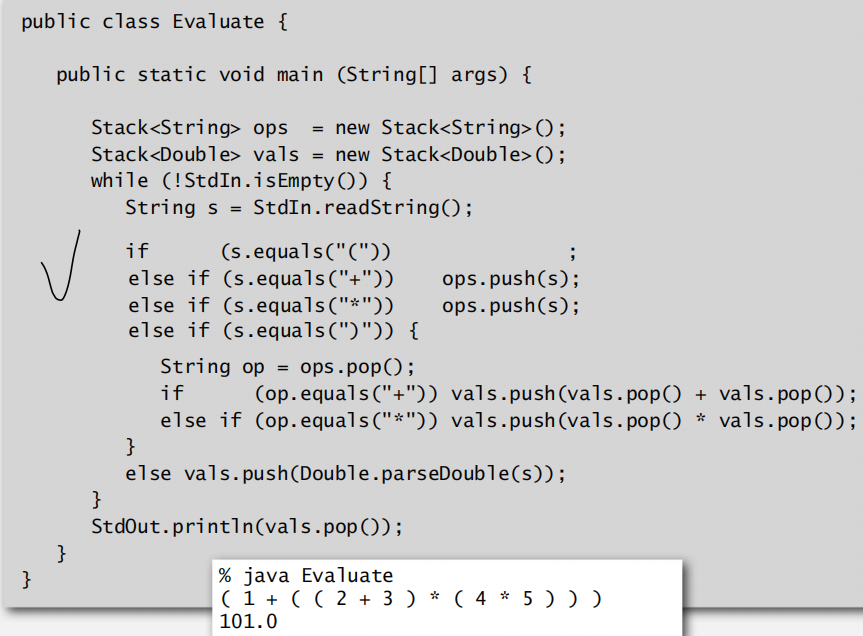 public class Evaluate {
public static void main (String[] args) {
Stack<String> ops = new Stack<String>();
Stack<Double> vals = new Stack<Double>();
while (!StdIn.isEmpty()) {
String s = StdIn.readString();
if (s.equals("(")) ;
else if (s.equals("+")) ops.push(s);
else if (s.equals("*")) ops.push(s);
else if (s.equals(")")) {
String op = ops.pop();
if (op.equals("+")) vals.push(vals.pop() + vals.pop());
else if (op.equals("*")) vals.push(vals.pop() * vals.pop());
}
else vals.push(Double.parseDouble(s));
}
StdOut.println(vals.pop());
}
}
% java Evaluate
( 1 + ( ( 2 + 3 ) * ( 4 * 5 ) ) )
101.0